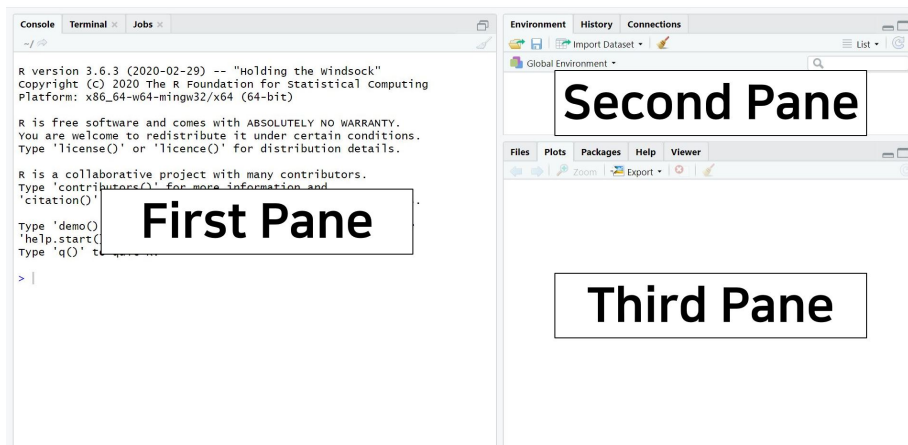 Console Terminal Jobs
~/
R version 3.6.3 (2020-02-29) -- "Holding the Windsock"
Copyright (C) 2020 The R Foundation for Statistical Computing
Platform: x86_64-w64-mingw32/x64 (64-bit)
R is free software and comes with ABSOLUTELY NO WARRANTY.
You are welcome to redistribute it under certain conditions.
Type 'license()' or 'licence()' for distribution details.
R is a collaborative project with many contributors.
Type 'contributors()' for more information and
'citation()'
First Pane
Type 'demo()
'help.start()
Type 'q()' to quit R.
>
Environment History Connections
Import Dataset List
Global Environment
Second Pane
Files Plots Packages Help Viewer
Zoom Export
Third Pane